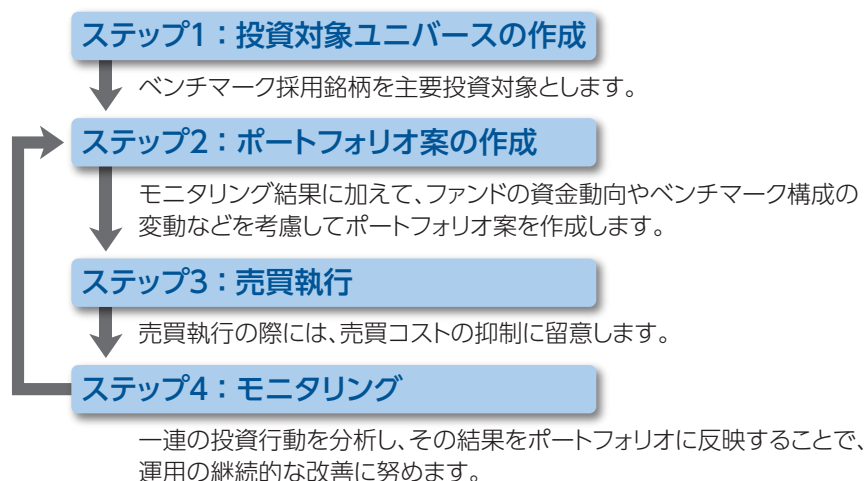 ステップ1：投資対象ユニバースの作成
ベンチマーク採用銘柄を主要投資対象とします。
ステップ2：ポートフォリオ案の作成
モニタリング結果に加えて、ファンドの資金動向やベンチマーク構成の
変動などを考慮してポートフォリオ案を作成します。
ステップ3：売買執行
売買執行の際には、売買コストの抑制に留意します。
ステップ4：モニタリング
一連の投資行動を分析し、その結果をポートフォリオに反映することで、
運用の継続的な改善に努めます。